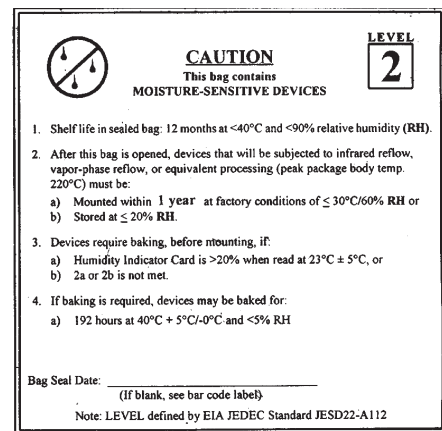 LEVEL
2
CAUTION
This bag contains
MOISTURE-SENSITIVE DEVICES
1. Shelf life in sealed bag: 12 months at <40°C and <90% relative humidity (RH).
2. After this bag is opened, devices that will be subjected to infrared reflow,
vapor-phase reflow, or equivalent processing (peak package body temp.
220°C) must be:
a) Mounted within 1 year at factory conditions of ≤ 30°C/60% RH or
b) Stored at ≤ 20% RH.
3. Devices require baking, before mounting, if:
a) Humidity Indicator Card is >20% when read at 23°C ± 5°C, or
b) 2a or 2b is not met.
4. If baking is required, devices may be baked for:
a) 192 hours at 40°C + 5°C/-0°C and <5% RH
Bag Seal Date: ____________________
(If blank, see bar code label)
Note: LEVEL defined by EIA JEDEC Standard JESD22-A112